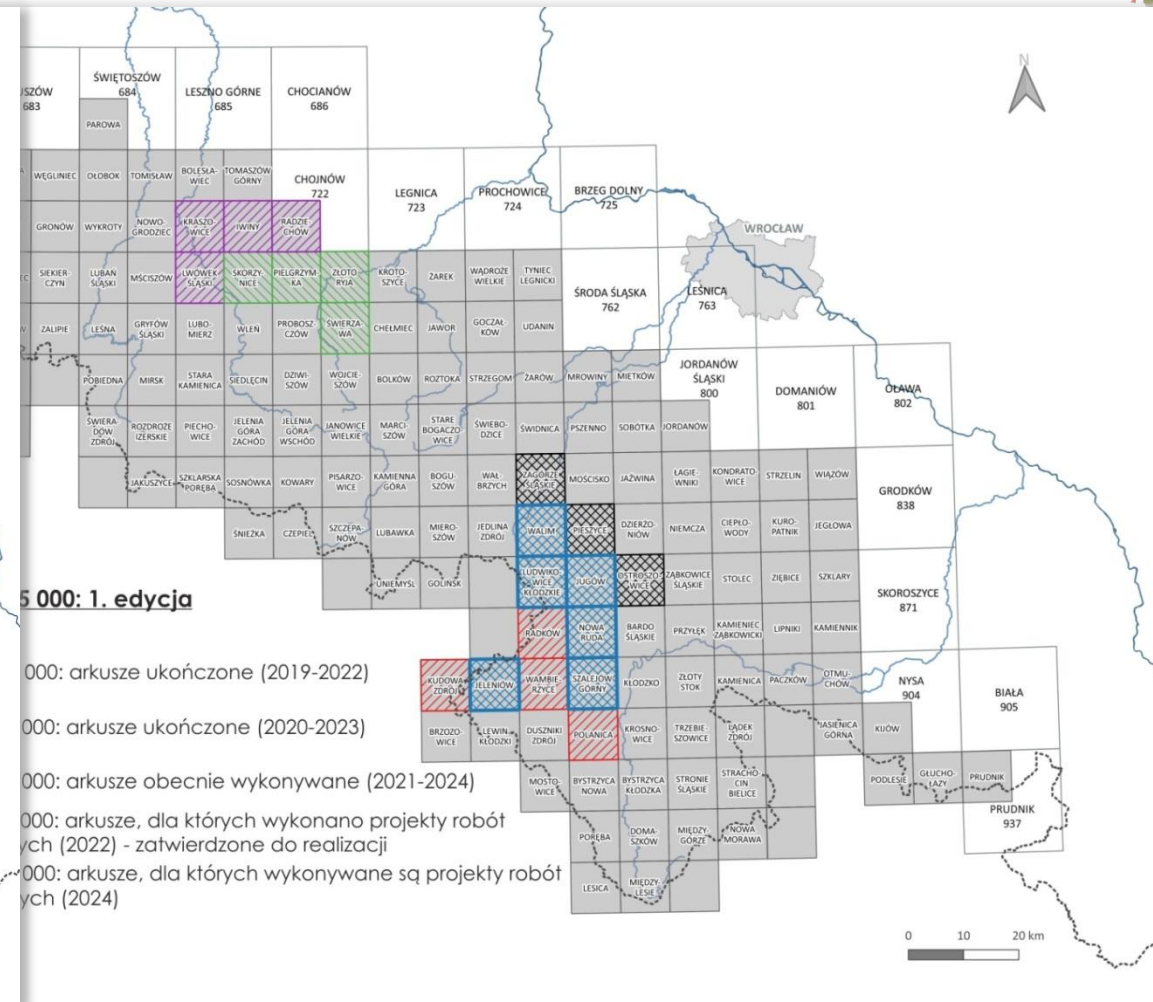 N
ŚWIĘTOSZÓW
684
LESZNO GÓRNE
685
CHOCIANÓW
686
683
PAROWA
WĘGLINIEC
OŁOBOK
TOMISŁAW
BOLESŁA-
WIEC
TOMASZÓW
GÓRNY
CHOJNÓW
722
LEGNICA
723
PROCHOWICE
724
BRZEG DOLNY
725
WROCŁAW
GRONÓW
WYKROTY
NOWO-
GRODZIEC
KRASZO-
WICE
IWINY
RADZIE-
CHÓW
SIEKIER-
CZYN
LUBAŃ
ŚLĄSKI
MŚCISZÓW
LWÓWEK
ŚLĄSKI
SKORZY-
NICE
PIELGRZYM-
KA
ZŁOTO-
RYJA
KROTO-
SZYCE
ŻAREK
WĄDROŻE
WIELKIE
TYNIEC
LEGNICKI
ŚRODA ŚLĄSKA
762
LEŚNICA
763
ZALIPIE
LEŚNA
GRYFÓW
ŚLĄSKI
LUBO-
MIERZ
WLEŃ
PROBOSZ-
CZÓW
ŚWIERZA-
WA
CHEŁMIEC
JAWOR
GOCZAŁ-
KÓW
UDANIN
POBIEDNA
MIRSK
STARA
KAMIENICA
SIEDLĘCIN
DZIWI-
SZÓW
WOJCIE-
SZÓW
BOLKÓW
ROZTOKA
STRZEGOM
ŻARÓW
MROWINY
MIETKÓW
JORDANÓW
ŚLĄSKI
800
DOMANIÓW
801
OŁAWA
802
ŚWIERA-
DÓW
ZDRÓJ
ROZDROŻE
IZERSKIE
PIECHO-
WICE
JELENIA
GÓRA
ZACHÓD
JELENIA
GÓRA
WSCHÓD
JANOWICE
WIELKIE
MARCI-
SZÓW
STARE
BOGACZO-
WICE
ŚWIEBO-
DZICE
ŚWIDNICA
PSZENNO
SOBÓTKA
JORDANÓW
JAKUSZYCE
SZKLARSKA
PORĘBA
SOSNÓWKA
KOWARY
PISARZO-
WICE
KAMIENNA
GÓRA
BOGU-
SZÓW
WAŁ-
BRZYCH
ZAGÓRZE
ŚLĄSKIE
MOŚCISKO
JAŹWINA
ŁAGIE-
WNIKI
KONDRATO-
WICE
STRZELIN
WIĄZÓW
GRODKÓW
838
ŚNIEŻKA
CZEPIEL
SZCZEPA-
NÓW
LUBAWKA
MIERO-
SZÓW
JEDLINA
ZDRÓJ
WALIM
PIESZYCE
DZIERŻO-
NIÓW
NIEMCZA
CIEPŁO-
WODY
KURO-
PATNIK
JEGŁOWA
UNIEMYŚL
GOLIŃSK
LUDWIKO-
WICE
KŁODZKIE
JUGÓW
OSTROSZO-
WICE
ZĄBKOWICE
ŚLĄSKIE
STOLEC
ZIĘBICE
SZKLARY
SKOROSZYCE
871
5 000: 1. edycja
RADKÓW
NOWA
RUDA
BARDO
ŚLĄSKIE
PRZYŁĘK
KAMIENIEC
ZĄBKOWICKI
LIPNIKI
KAMIENNIK
000: arkusze ukończone (2019-2022)
KUDOWA
ZDRÓJ
JELENIÓW
WAMBIE-
RZYCE
SZALEJÓW
GÓRNY
KŁODZKO
ZŁOTY
STOK
KAMIENICA
PACZKÓW
OTMU-
CHÓW
NYSA
904
BIAŁA
905
000: arkusze ukończone (2020-2023)
BRZOZO-
WICE
LEWIN
KŁODZKI
DUSZNIKI
ZDRÓJ
POLANICA
KROSNO-
WICE
TRZEBIE-
SZOWICE
LĄDEK
ZDRÓJ
JASIENICA
GÓRNA
KIJÓW
000: arkusze obecnie wykonywane (2021-2024)
MOSTO-
WICE
BYSTRZYCA
NOWA
BYSTRZYCA
KŁODZKA
STRONIE
ŚLĄSKIE
STRACHO-
CIN
BIELICE
PODLESIE
GŁUCHO-
ŁAZY
PRUDNIK
PRUDNIK
937
000: arkusze, dla których wykonano projekty robót
ych (2022) - zatwierdzone do realizacji
PORĘBA
DOMA-
SZKÓW
MIĘDZY-
GÓRZE
NOWA
MORAWA
000: arkusze, dla których wykonywane są projekty robót
ych (2024)
LESICA
MIĘDZY-
LESIE
0 10 20 km